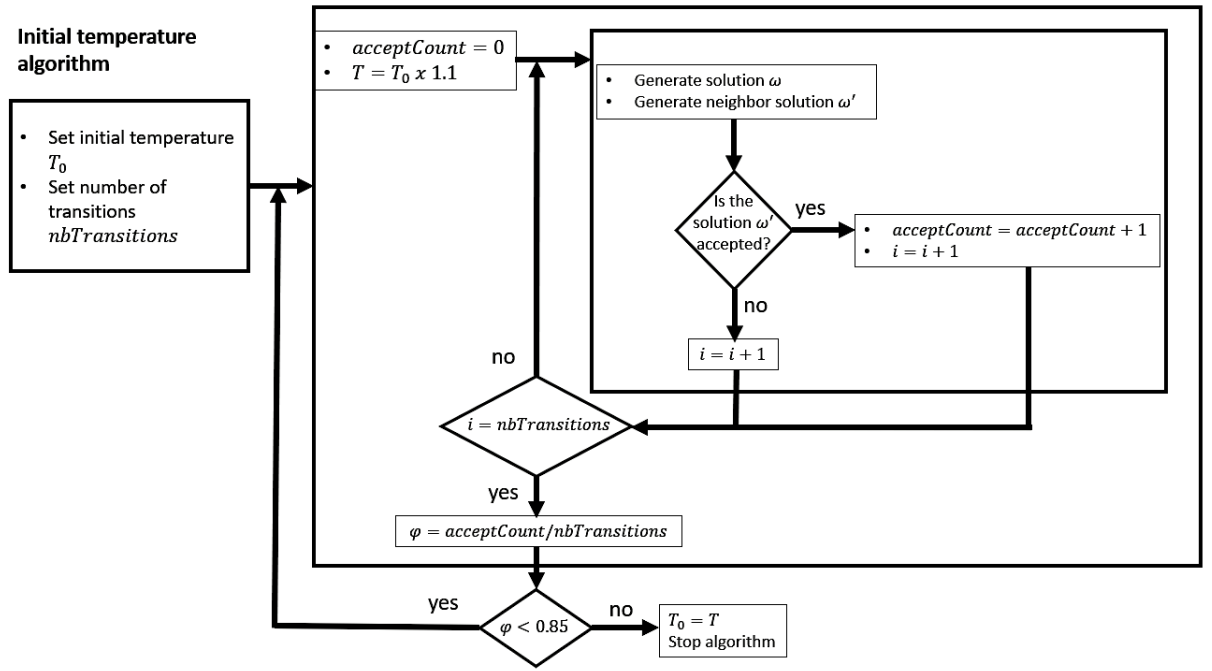 Initial temperature
algorithm
• Set initial temperature
T₀
• Set number of
transitions
nbTransitions
• acceptCount = 0
• T = T₀ x 1.1
• Generate solution ω
• Generate neighbor solution ω′
Is the
solution ω′
accepted?
yes
• acceptCount = acceptCount + 1
• i = i + 1
no
i = i + 1
no
i = nbTransitions
yes
φ = acceptCount/nbTransitions
yes
φ < 0.85
no
T₀ = T
Stop algorithm